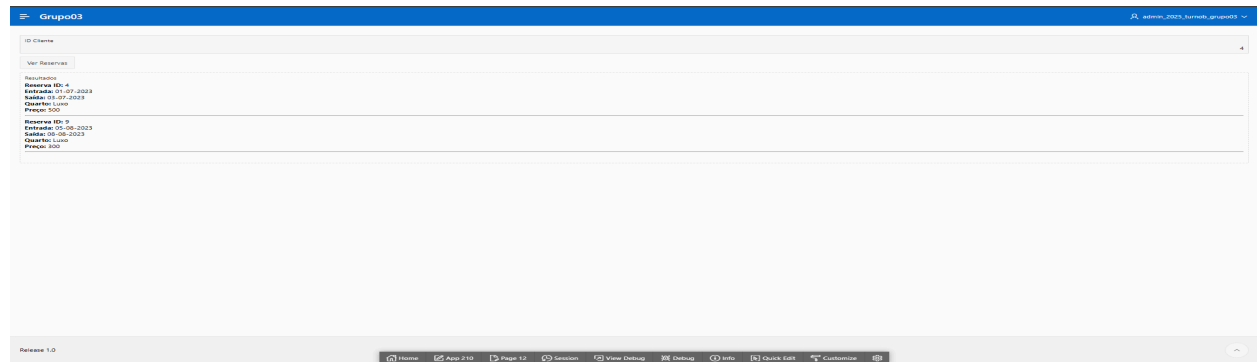 Grupo03
admin_2025_turnob_grupo03
ID Cliente
4
Ver Reservas
Resultados
Reserva ID: 4
Entrada: 01-07-2023
Saída: 03-07-2023
Quarto: Luxo
Preço: 500
Reserva ID: 9
Entrada: 05-08-2023
Saída: 08-08-2023
Quarto: Luxo
Preço: 300
Release 1.0
Home App 210 Page 12 Session View Debug Debug Info Quick Edit Customize